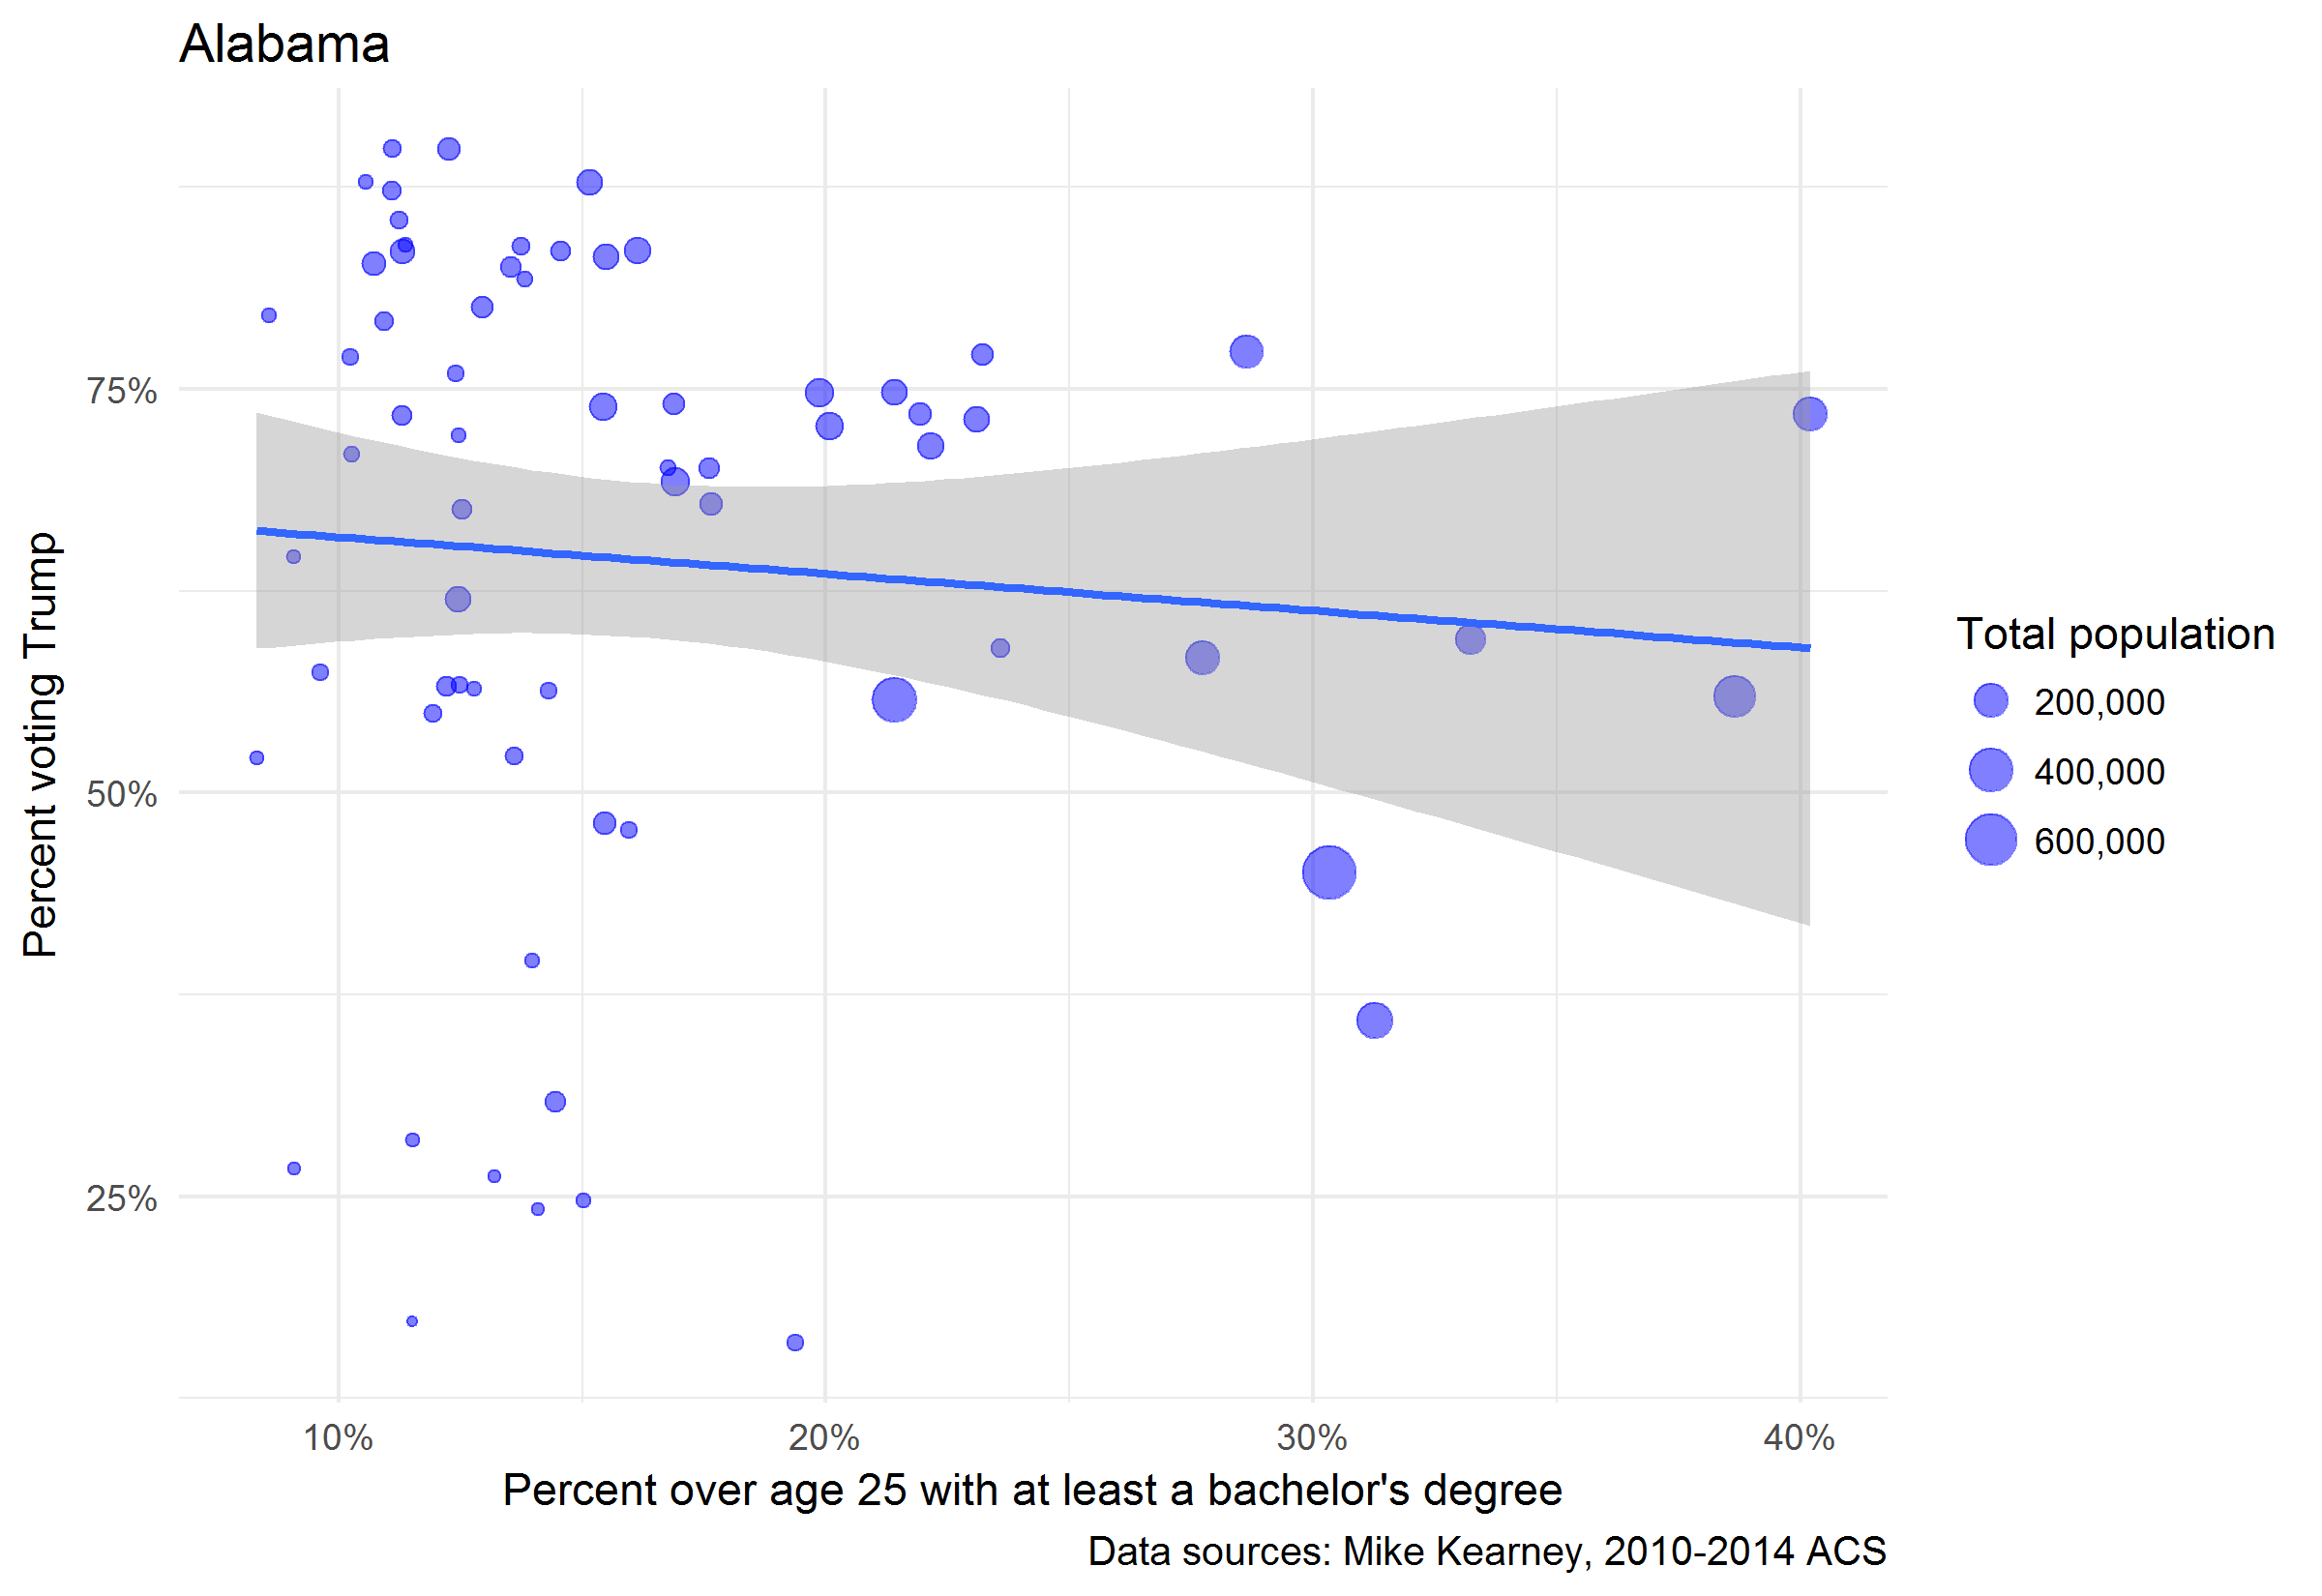 Alabama
Percent voting Trump
75%
50%
25%
10%
20%
30%
40%
Percent over age 25 with at least a bachelor's degree
Total population
200,000
400,000
600,000
Data sources: Mike Kearney, 2010-2014 ACS